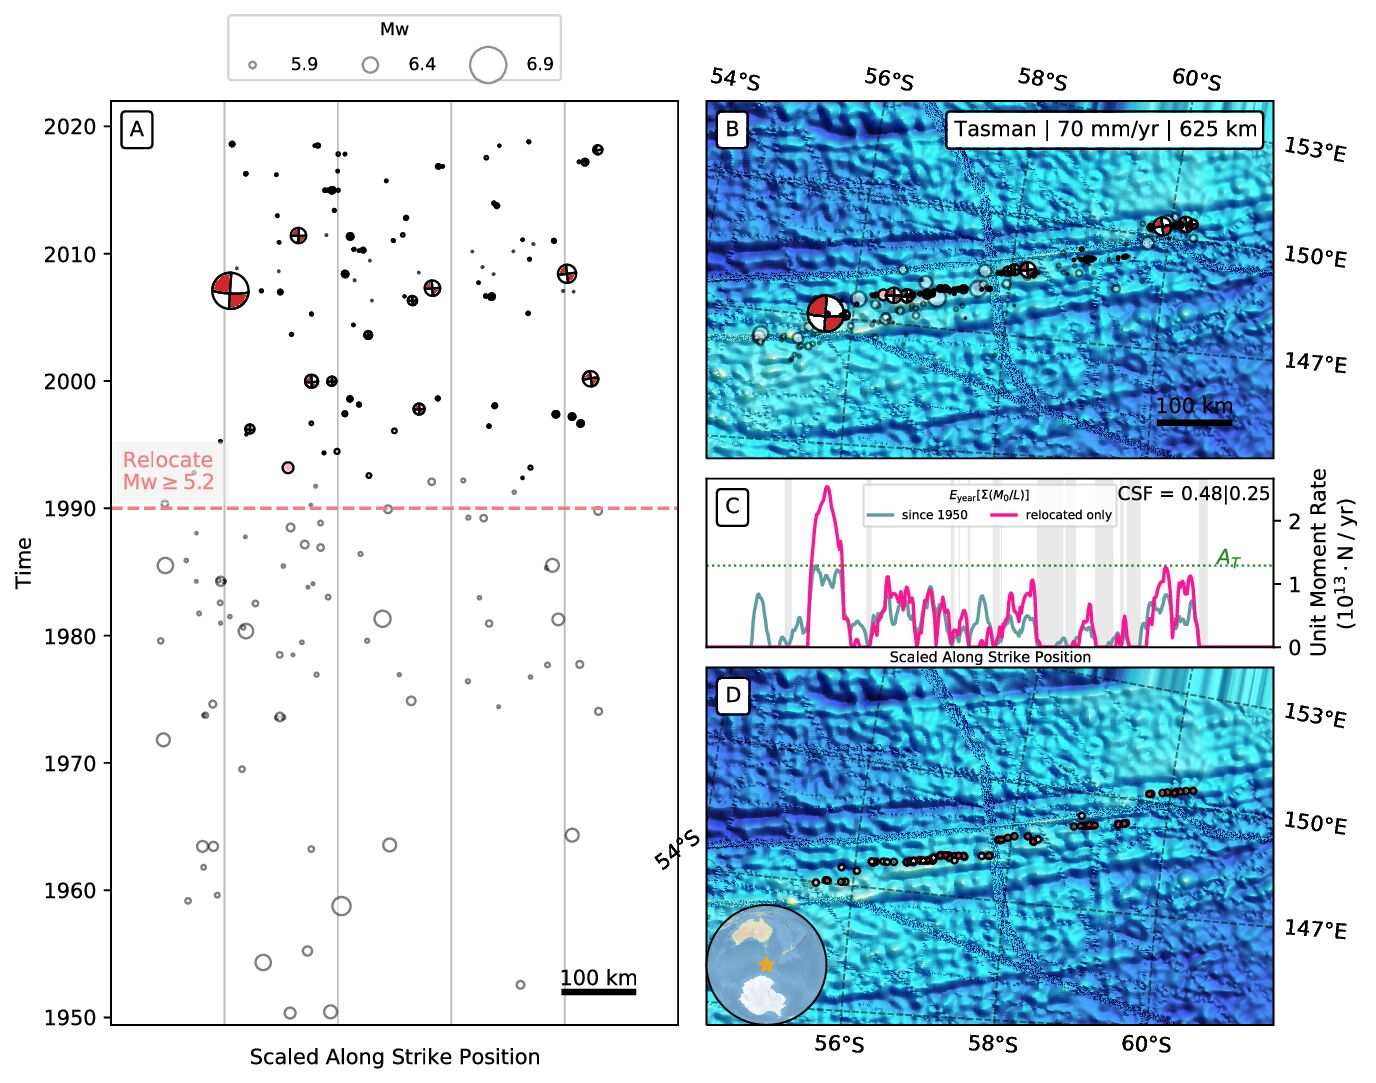 Mw
5.9 6.4 6.9
A
2020
2010
2000
1990
1980
1970
1960
1950
Time
Relocate
Mw ≥ 5.2
100 km
Scaled Along Strike Position
54°S 56°S 58°S 60°S
B
Tasman | 70 mm/yr | 625 km
153°E
150°E
147°E
100 km
C
E_year[Σ(M_0/L)]
since 1950 relocated only
CSF = 0.48|0.25
A_T
2
1
0
Unit Moment Rate
(10^13 · N / yr)
Scaled Along Strike Position
D
54°S
153°E
150°E
147°E
56°S 58°S 60°S